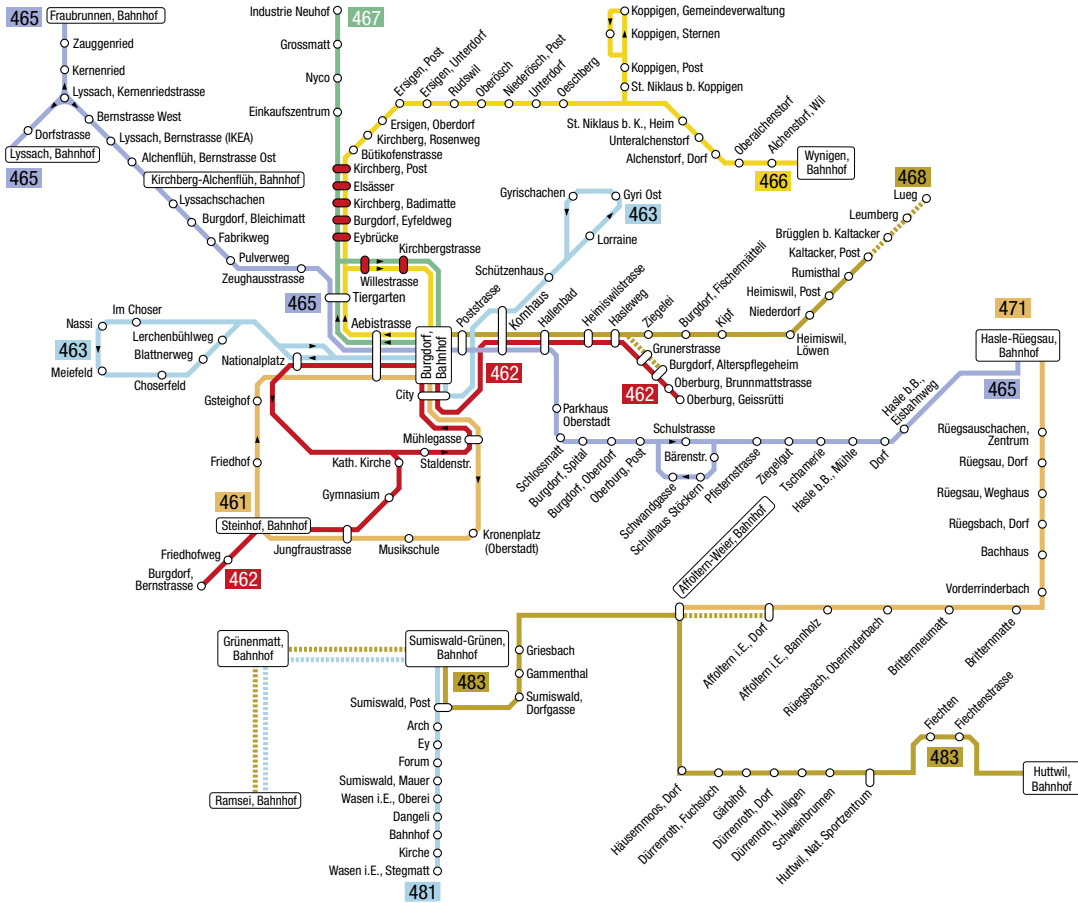 465
Fraubrunnen, Bahnhof
Zauggenried
Kernenried
Lyssach, Kernenriedstrasse
Bernstrasse West
Dorfstrasse
Lyssach, Bernstrasse (IKEA)
Lyssach, Bahnhof
Alchenflüh, Bernstrasse Ost
465
Kirchberg-Alchenflüh, Bahnhof
Lyssachschachen
Burgdorf, Bleichimatt
Fabrikweg
Pulverweg
Zeughausstrasse
465
Industrie Neuhof
467
Grossmatt
Nyco
Einkaufszentrum
Ersigen, Post
Ersigen, Unterdorf
Rudswil
Oberösch
Niederösch, Post
Unterdorf
Oeschberg
Ersigen, Oberdorf
Kirchberg, Rosenweg
Bütikofenstrasse
Kirchberg, Post
Elsässer
Kirchberg, Badimatte
Burgdorf, Eyfeldweg
Eybrücke
Kirchbergstrasse
Willestrasse
Tiergarten
Aebistrasse
Koppigen, Gemeindeverwaltung
Koppigen, Sternen
Koppigen, Post
St. Niklaus b. Koppigen
St. Niklaus b. K., Heim
Unteralchenstorf
Alchenstorf, Dorf
Oberalchenstorf
Alchenstorf, Wil
Wynigen,
Bahnhof
466
Gyrischachen
Gyri Ost
463
Lorraine
Schützenhaus
468
Lueg
Leumberg
Brügglen b. Kaltacker
Kaltacker, Post
Rumisthal
Heimiswil, Post
Niederdorf
Heimiswil,
Löwen
Burgdorf,
Bahnhof
Poststrasse
Kornhaus
Hallenbad
Heimiswilstrasse
Hasleweg
Ziegelei
Burgdorf, Fischermätteli
Kipf
Grunerstrasse
Burgdorf, Alterspflegeheim
Oberburg, Brunnmattstrasse
Oberburg, Geissrütti
462
462
Im Choser
Nassi
Lerchenbühlweg
463
Blattnerweg
Meiefeld
Choserfeld
Nationalplatz
City
Gsteighof
Mühlegasse
Staldenstr.
Kath. Kirche
Friedhof
Gymnasium
461
Steinhof, Bahnhof
Jungfraustrasse
Musikschule
Kronenplatz
(Oberstadt)
Friedhofweg
Burgdorf,
Bernstrasse
462
Parkhaus
Oberstadt
Schlossmatt
Burgdorf, Spital
Burgdorf, Oberdorf
Oberburg, Post
Schulstrasse
Bärenstr.
Schwandgasse
Schulhaus Stöckern
Pfisternstrasse
Ziegelgut
Tschamerie
Hasle b.B., Mühle
Dorf
Hasle b.B.,
Eisbahnweg
471
Hasle-Rüegsau,
Bahnhof
465
Rüegsauschachen,
Zentrum
Rüegsau, Dorf
Rüegsau, Weghaus
Rüegsbach, Dorf
Bachhaus
Vorderrinderbach
Affoltern-Weier, Bahnhof
Affoltern i.E., Dorf
Affoltern i.E., Bannholz
Rüegsbach, Oberrinderbach
Britternneumatt
Britternmatte
Grünenmatt,
Bahnhof
Sumiswald-Grünen,
Bahnhof
483
Griesbach
Gammenthal
Sumiswald,
Dorfgasse
Sumiswald, Post
Arch
Ey
Forum
Sumiswald, Mauer
Wasen i.E., Oberei
Dangeli
Bahnhof
Kirche
Wasen i.E., Stegmatt
481
Ramsei, Bahnhof
Häusernmoos, Dorf
Dürrenroth, Fuchsloch
Gärbihof
Dürrenroth, Dorf
Dürrenroth, Hulligen
Schweinbrunnen
Huttwil, Nat. Sportzentrum
Fiechten
Fiechtenstrasse
483
Huttwil,
Bahnhof